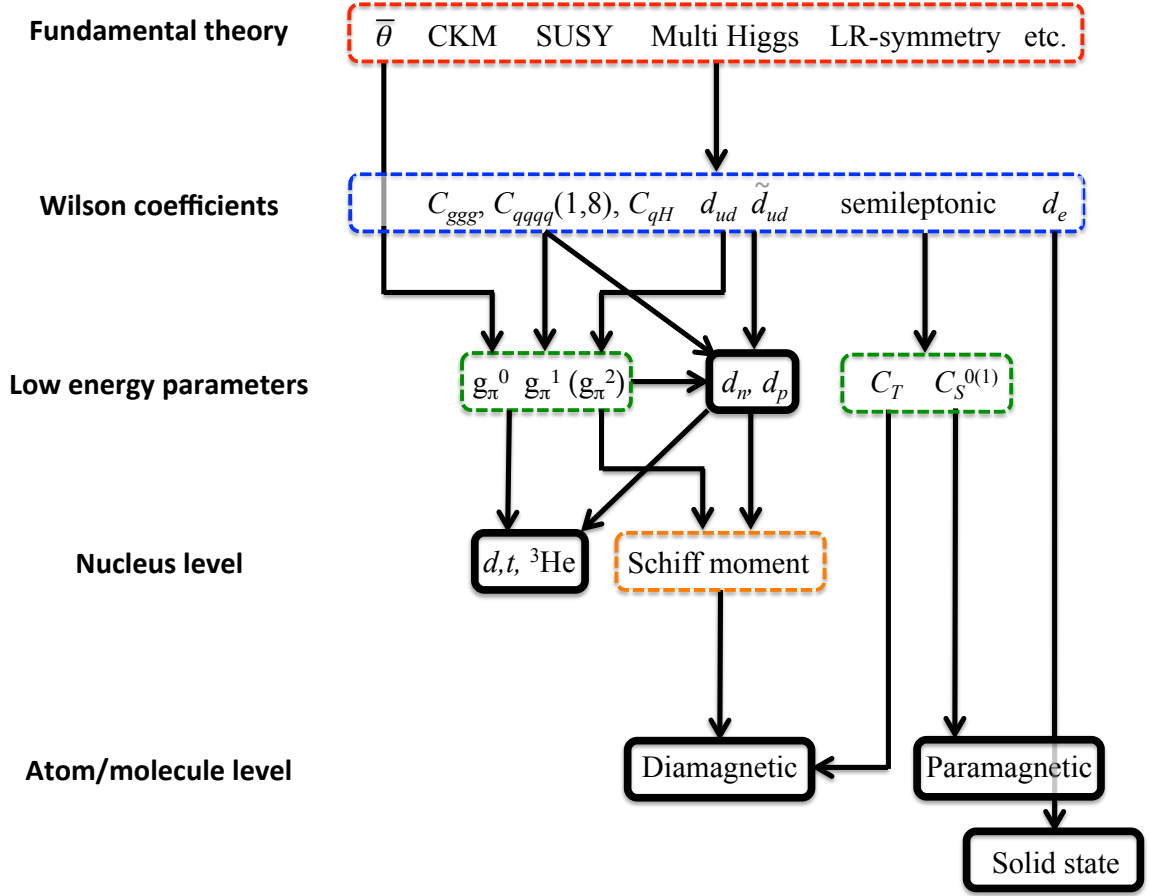 Fundamental theory θ̅ CKM SUSY Multi Higgs LR-symmetry etc.
Wilson coefficients C_ggg, C_qqqq(1,8), C_qH d_ud d̃_ud semileptonic d_e
Low energy parameters g_π^0 g_π^1 (g_π^2) d_n, d_p C_T C_S^0(1)
Nucleus level d,t, ³He Schiff moment
Atom/molecule level Diamagnetic Paramagnetic
Solid state